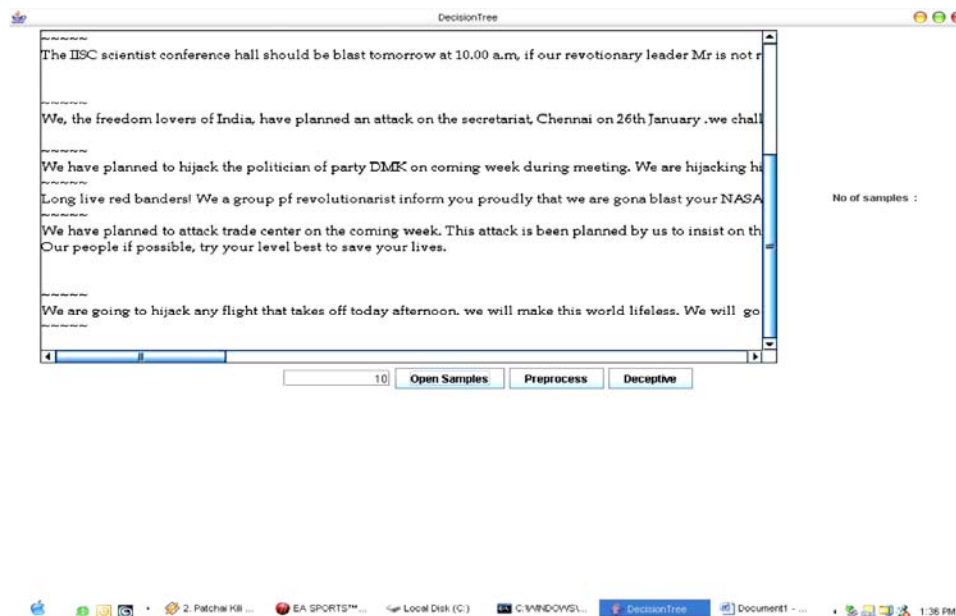 DecisionTree
~~~~~
The IISC scientist conference hall should be blast tomorrow at 10.00 a.m, if our revotionary leader Mr is not r
~~~~~
We, the freedom lovers of India, have planned an attack on the secretariat, Chennai on 26th January .we chall
~~~~~
We have planned to hijack the politician of party DMK on coming week during meeting. We are hijacking hi
~~~~~
Long live red banders! We a group pf revolutionarist inform you proudly that we are gona blast your NASA
~~~~~
We have planned to attack trade center on the coming week. This attack is been planned by us to insist on th
Our people if possible, try your level best to save your lives.
~~~~~
We are going to hijack any flight that takes off today afternoon. we will make this world lifeless. We will go
~~~~~
No of samples :
10 Open Samples Preprocess Deceptive
2. Patchai Kili ... EA SPORTS™... Local Disk (C:) C:\WINDOWS\... DecisionTree Document1 - ... 1:36 PM